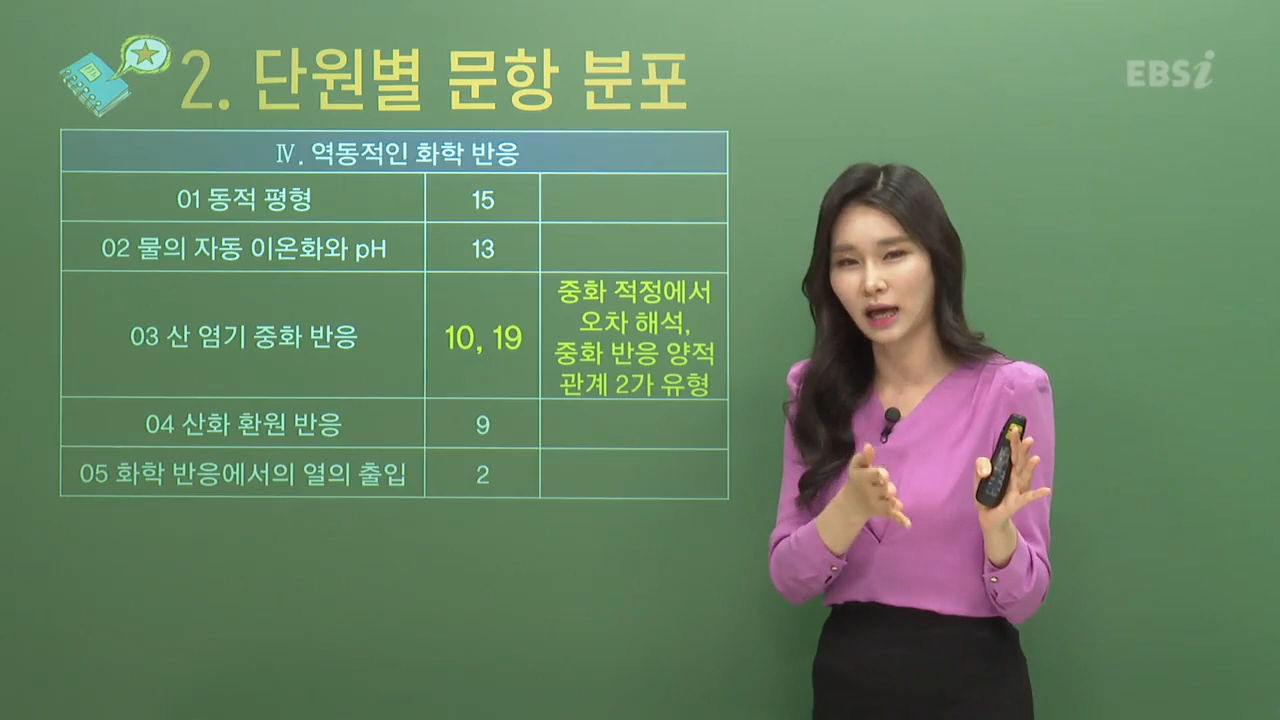 2. 단원별 문항 분포
EBSi
Ⅳ. 역동적인 화학 반응
01 동적 평형 15
02 물의 자동 이온화와 pH 13
03 산 염기 중화 반응 10, 19 중화 적정에서
오차 해석,
중화 반응 양적
관계 2가 유형
04 산화 환원 반응 9
05 화학 반응에서의 열의 출입 2